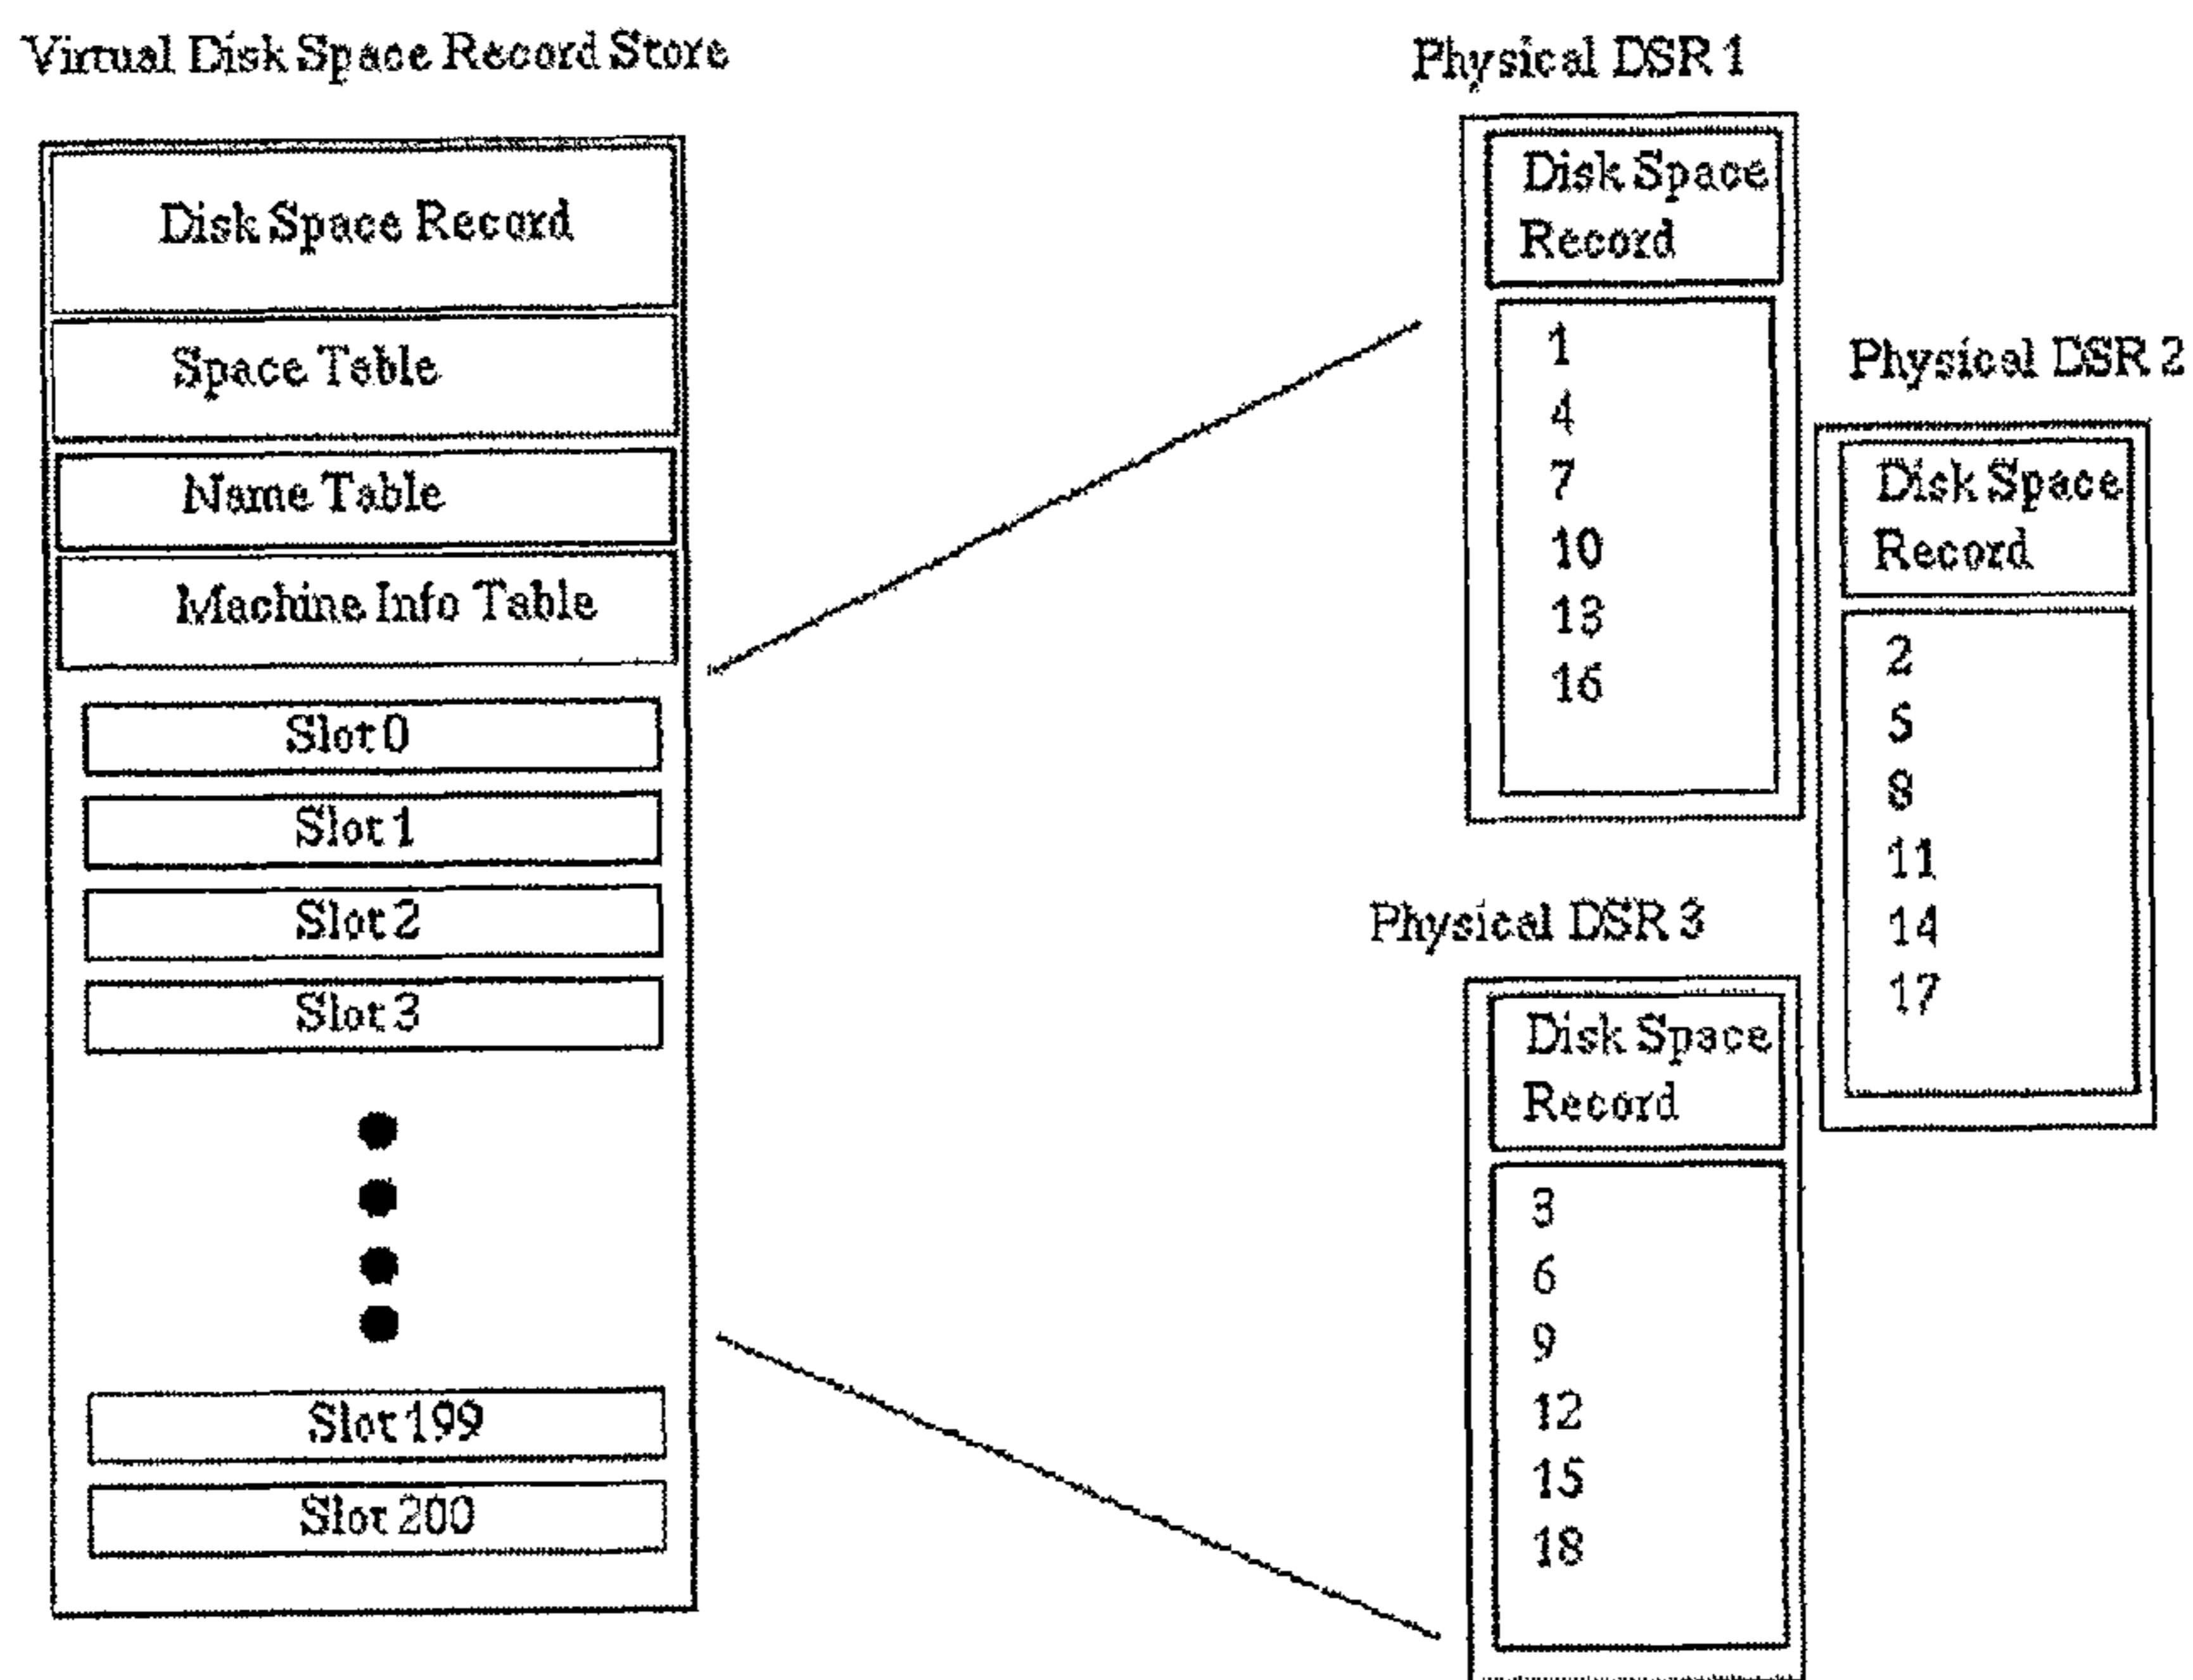 Virtual Disk Space Record Store
Disk Space Record
Space Table
Name Table
Machine Info Table
Slot 0
Slot 1
Slot 2
Slot 3
Slot 199
Slot 200
Physical DSR 1
Disk Space
Record
1
4
7
10
13
16
Physical DSR 2
Disk Space
Record
2
5
8
11
14
17
Physical DSR 3
Disk Space
Record
3
6
9
12
15
18